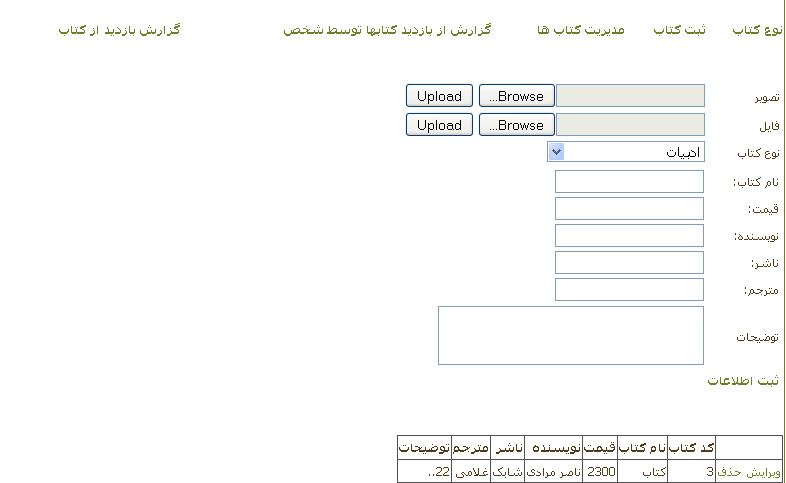 نوع کتاب ثبت کتاب مدیریت کتاب ها گزارش از بازدید کتابها توسط شخص گزارش بازدید از کتاب
تصویر Browse... Upload
فایل Browse... Upload
نوع کتاب ادبیات
نام کتاب:
قیمت:
نویسنده:
ناشر:
مترجم:
توضیحات
ثبت اطلاعات
کد کتاب نام کتاب قیمت نویسنده ناشر مترجم توضیحات
ویرایش حذف 3 کتاب 2300 ناصر مرادی شابک غلامی 22..